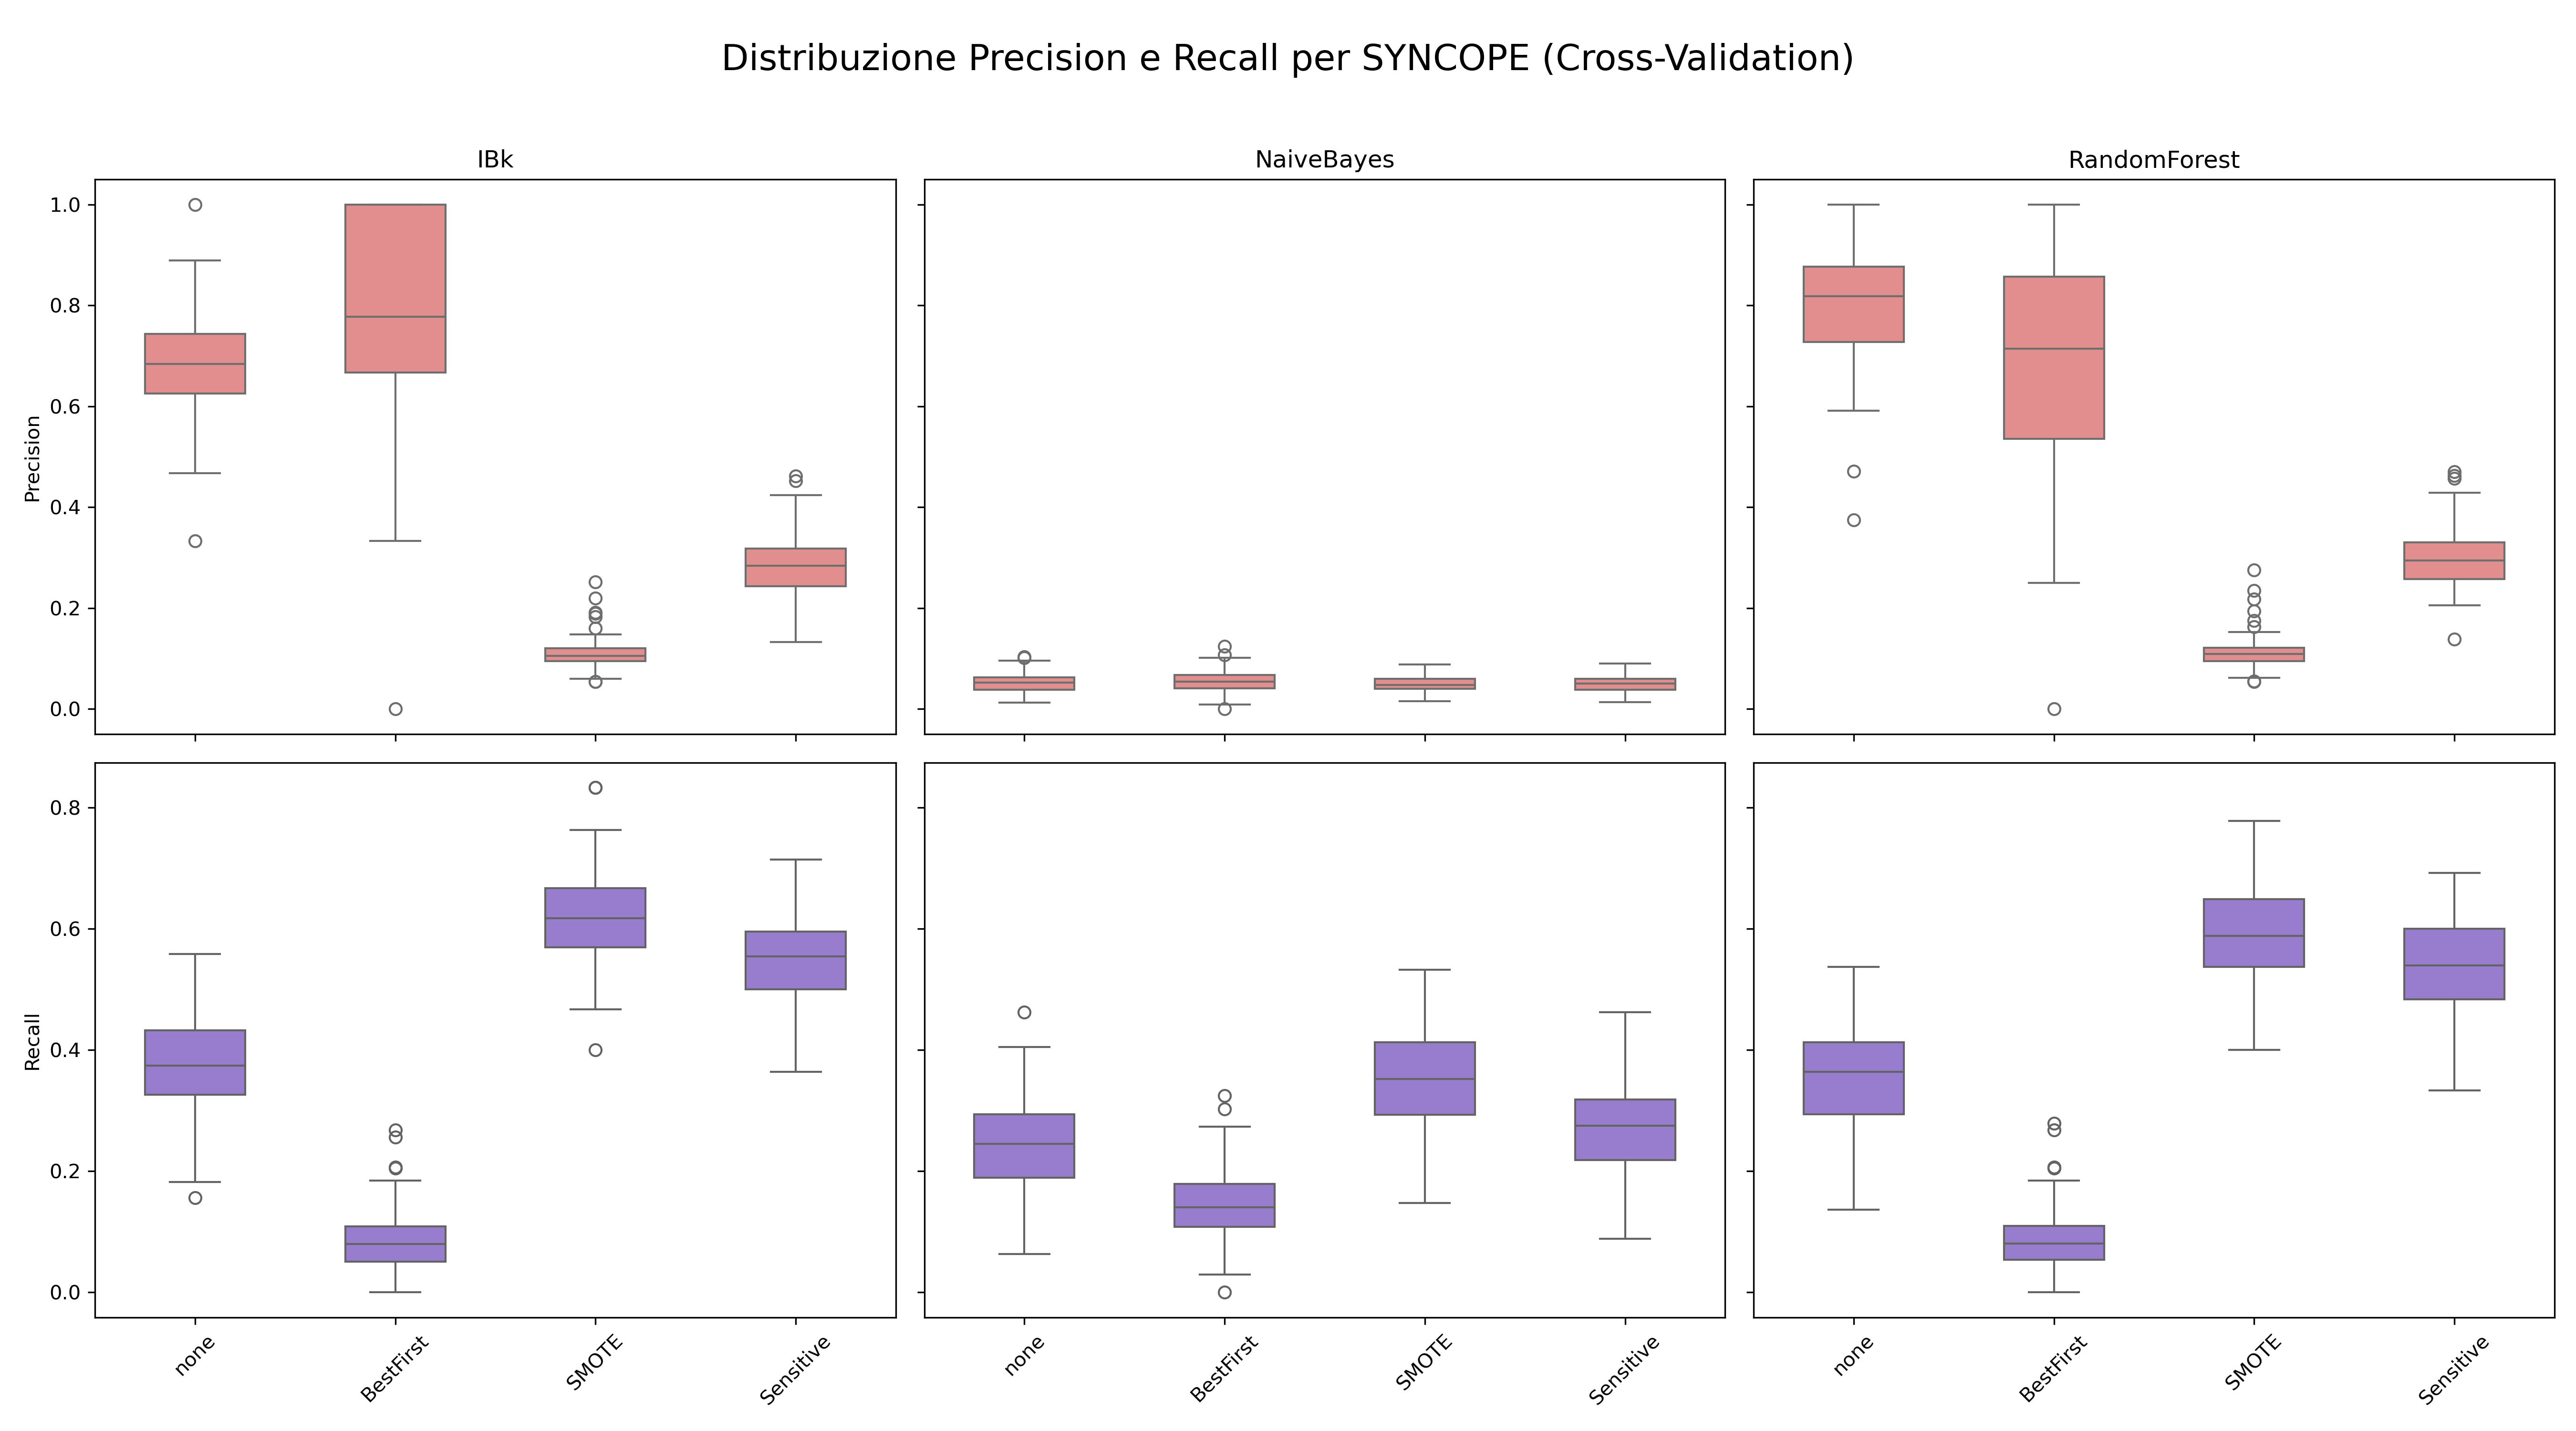 Distribuzione Precision e Recall per SYNCOPE (Cross-Validation)
IBk
NaiveBayes
RandomForest
Precision
1.0
0.8
0.6
0.4
0.2
0.0
Recall
0.8
0.6
0.4
0.2
0.0
none
BestFirst
SMOTE
Sensitive
none
BestFirst
SMOTE
Sensitive
none
BestFirst
SMOTE
Sensitive